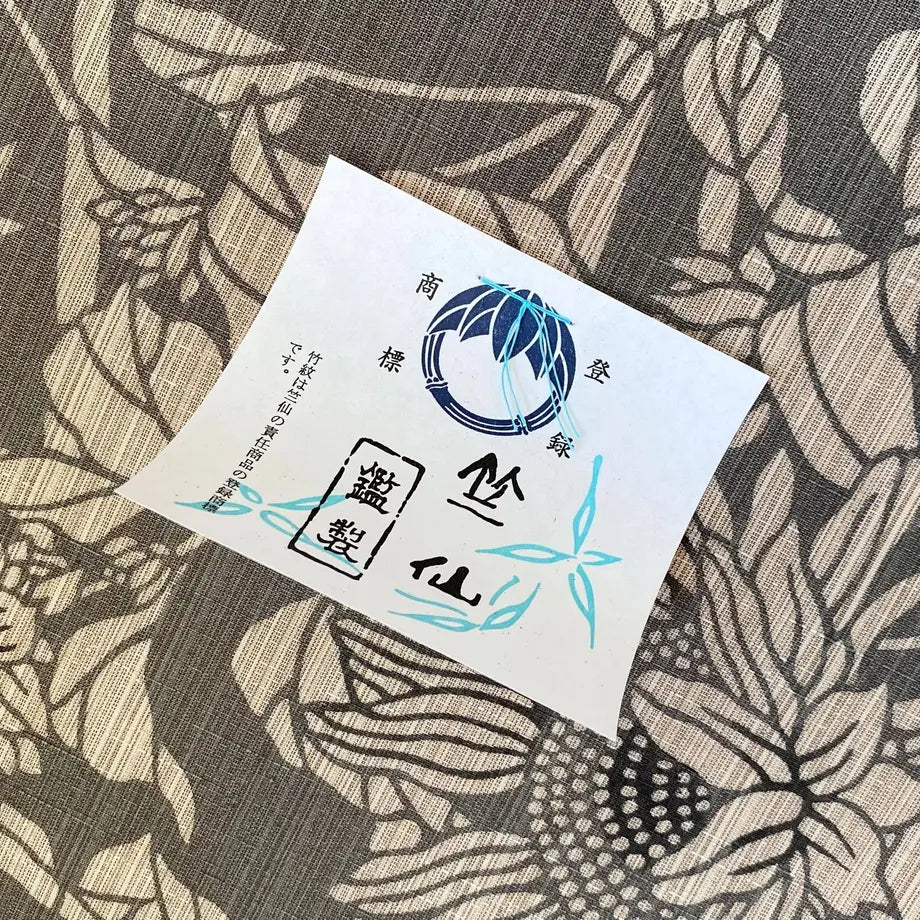 登録
商標
竺仙
鑑製
竹紋は竺仙の責任商品の登録商標
です。